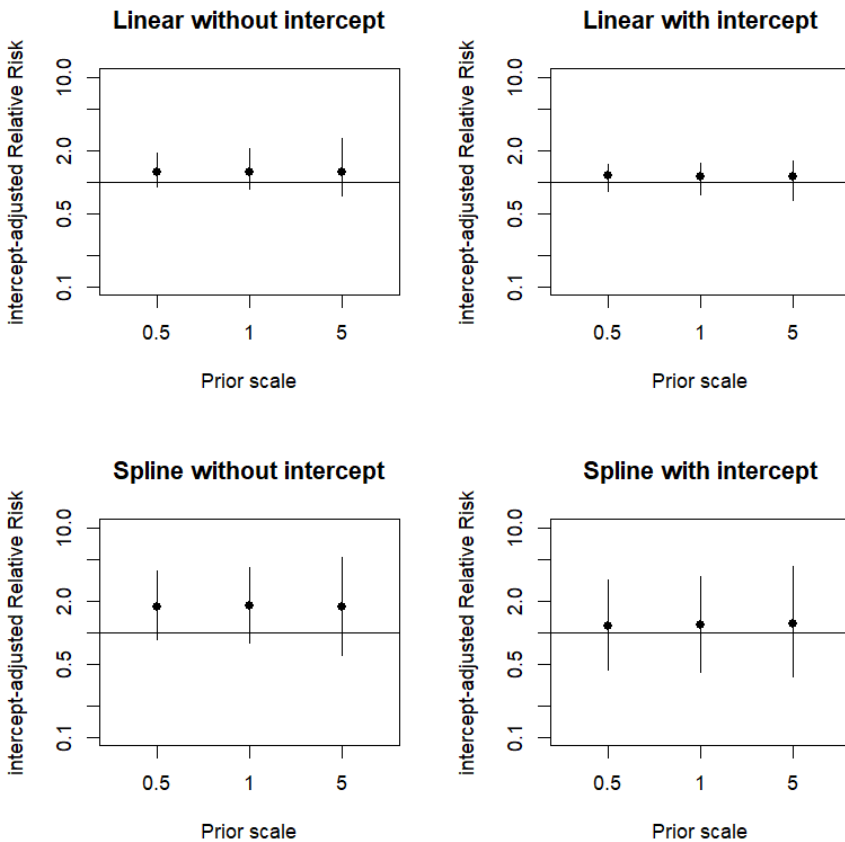 Linear without intercept
intercept-adjusted Relative Risk
10.0
2.0
0.5
0.1
0.5 1 5
Prior scale
Linear with intercept
intercept-adjusted Relative Risk
10.0
2.0
0.5
0.1
0.5 1 5
Prior scale
Spline without intercept
intercept-adjusted Relative Risk
10.0
2.0
0.5
0.1
0.5 1 5
Prior scale
Spline with intercept
intercept-adjusted Relative Risk
10.0
2.0
0.5
0.1
0.5 1 5
Prior scale